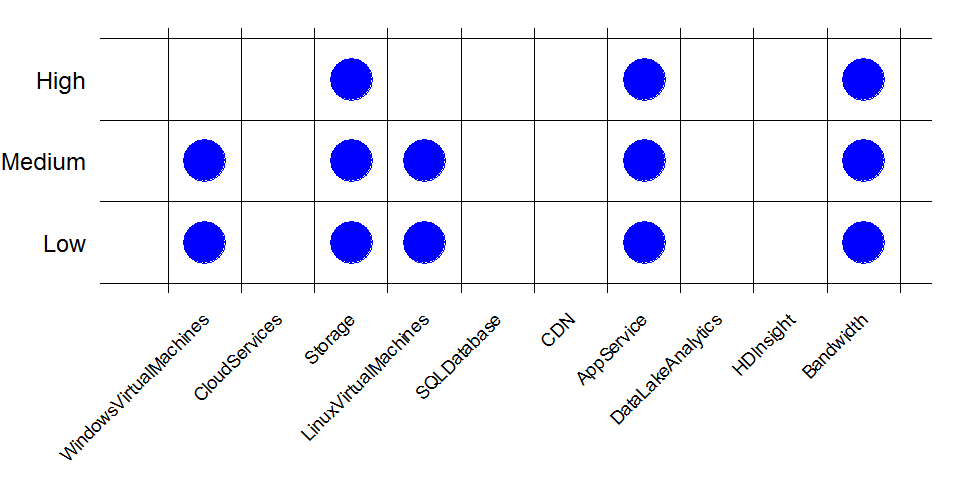 High
Medium
Low
WindowsVirtualMachines
CloudServices
Storage
LinuxVirtualMachines
SQLDatabase
CDN
AppService
DataLakeAnalytics
HDInsight
Bandwidth